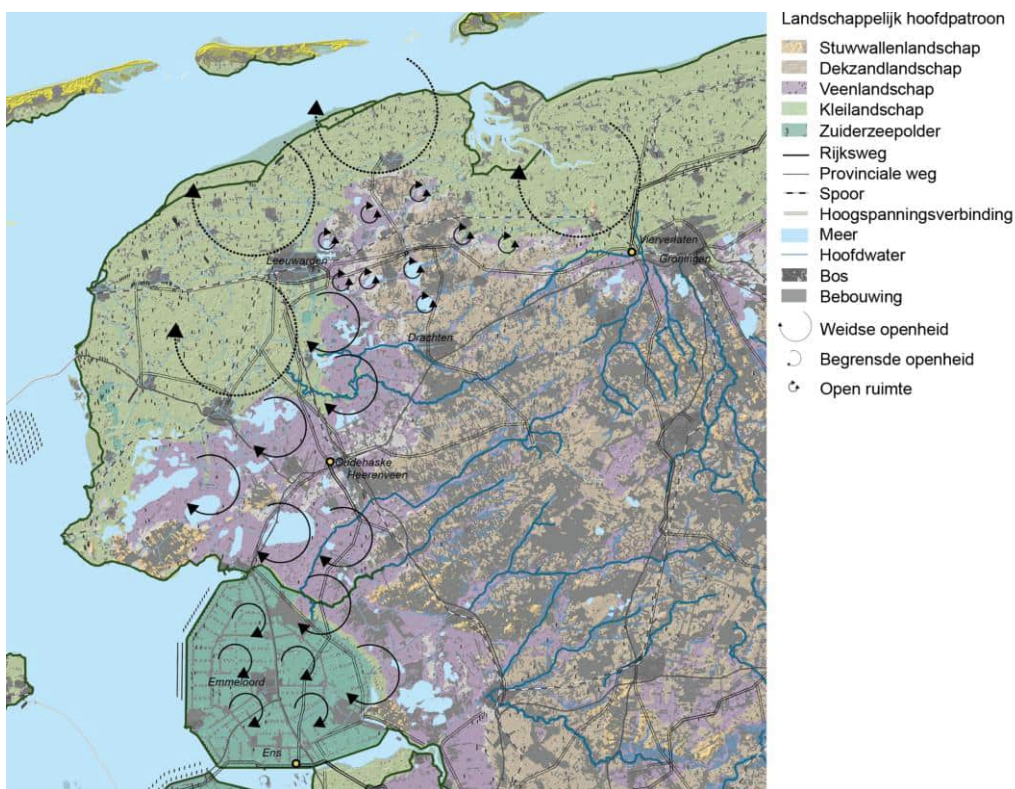 Landschappelijk hoofdpatroon
Stuwwallenlandschap
Dekzandlandschap
Veenlandschap
Kleilandschap
Zuiderzeepolder
Rijksweg
Provinciale weg
Spoor
Hoogspanningsverbinding
Meer
Hoofdwater
Bos
Bebouwing
Weidse openheid
Begrensde openheid
Open ruimte
Vierverlaten
Groningen
Leeuwarden
Drachten
Oudehaske
Heerenveen
Emmeloord
Ens